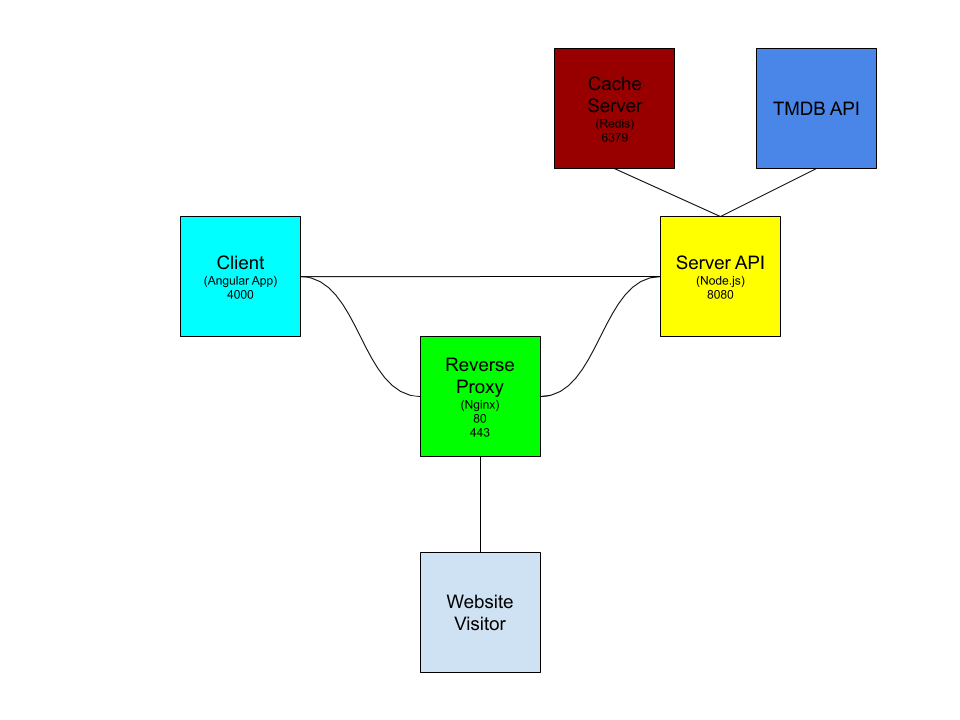 Cache
Server
(Redis)
6379
TMDB API
Client
(Angular App)
4000
Server API
(Node.js)
8080
Reverse
Proxy
(Nginx)
80
443
Website
Visitor